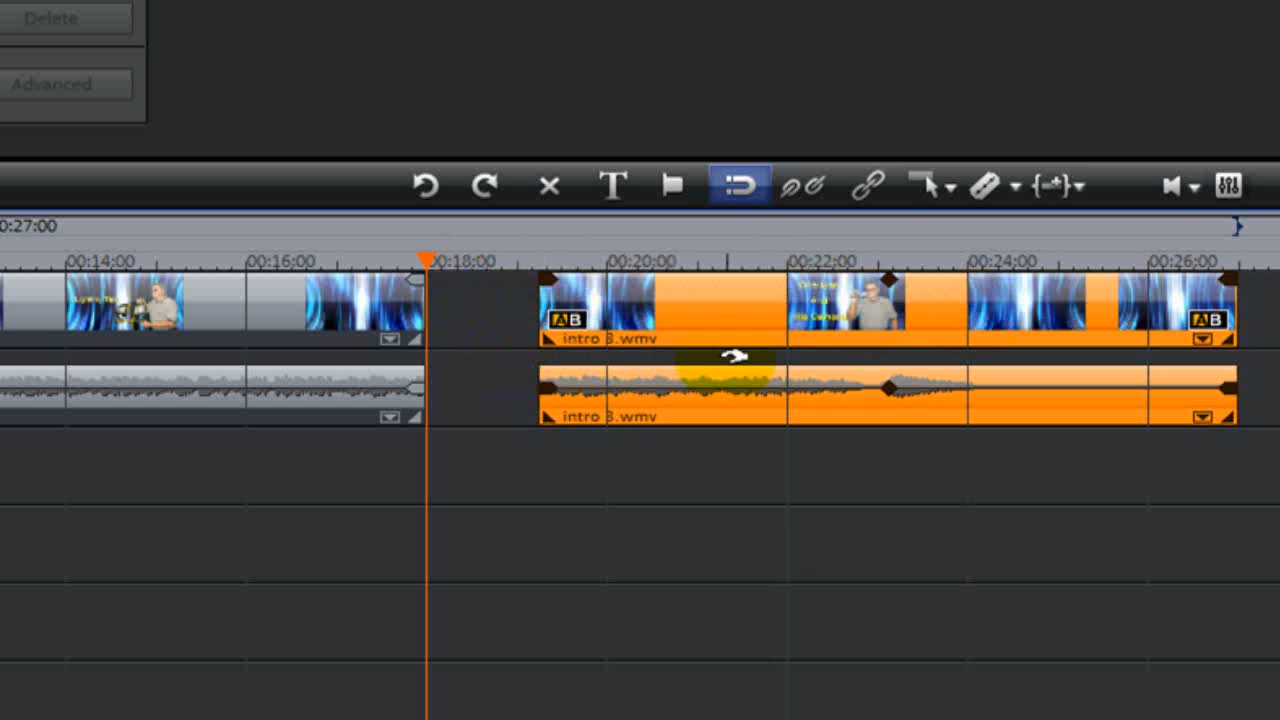 Delete
Advanced
T
0:27:00
00:14;00 00:16;00 00:18;00 00:20;00 00:22;00 00:24;00 00:26;00
AB AB
intro 3.wmv
intro 3.wmv